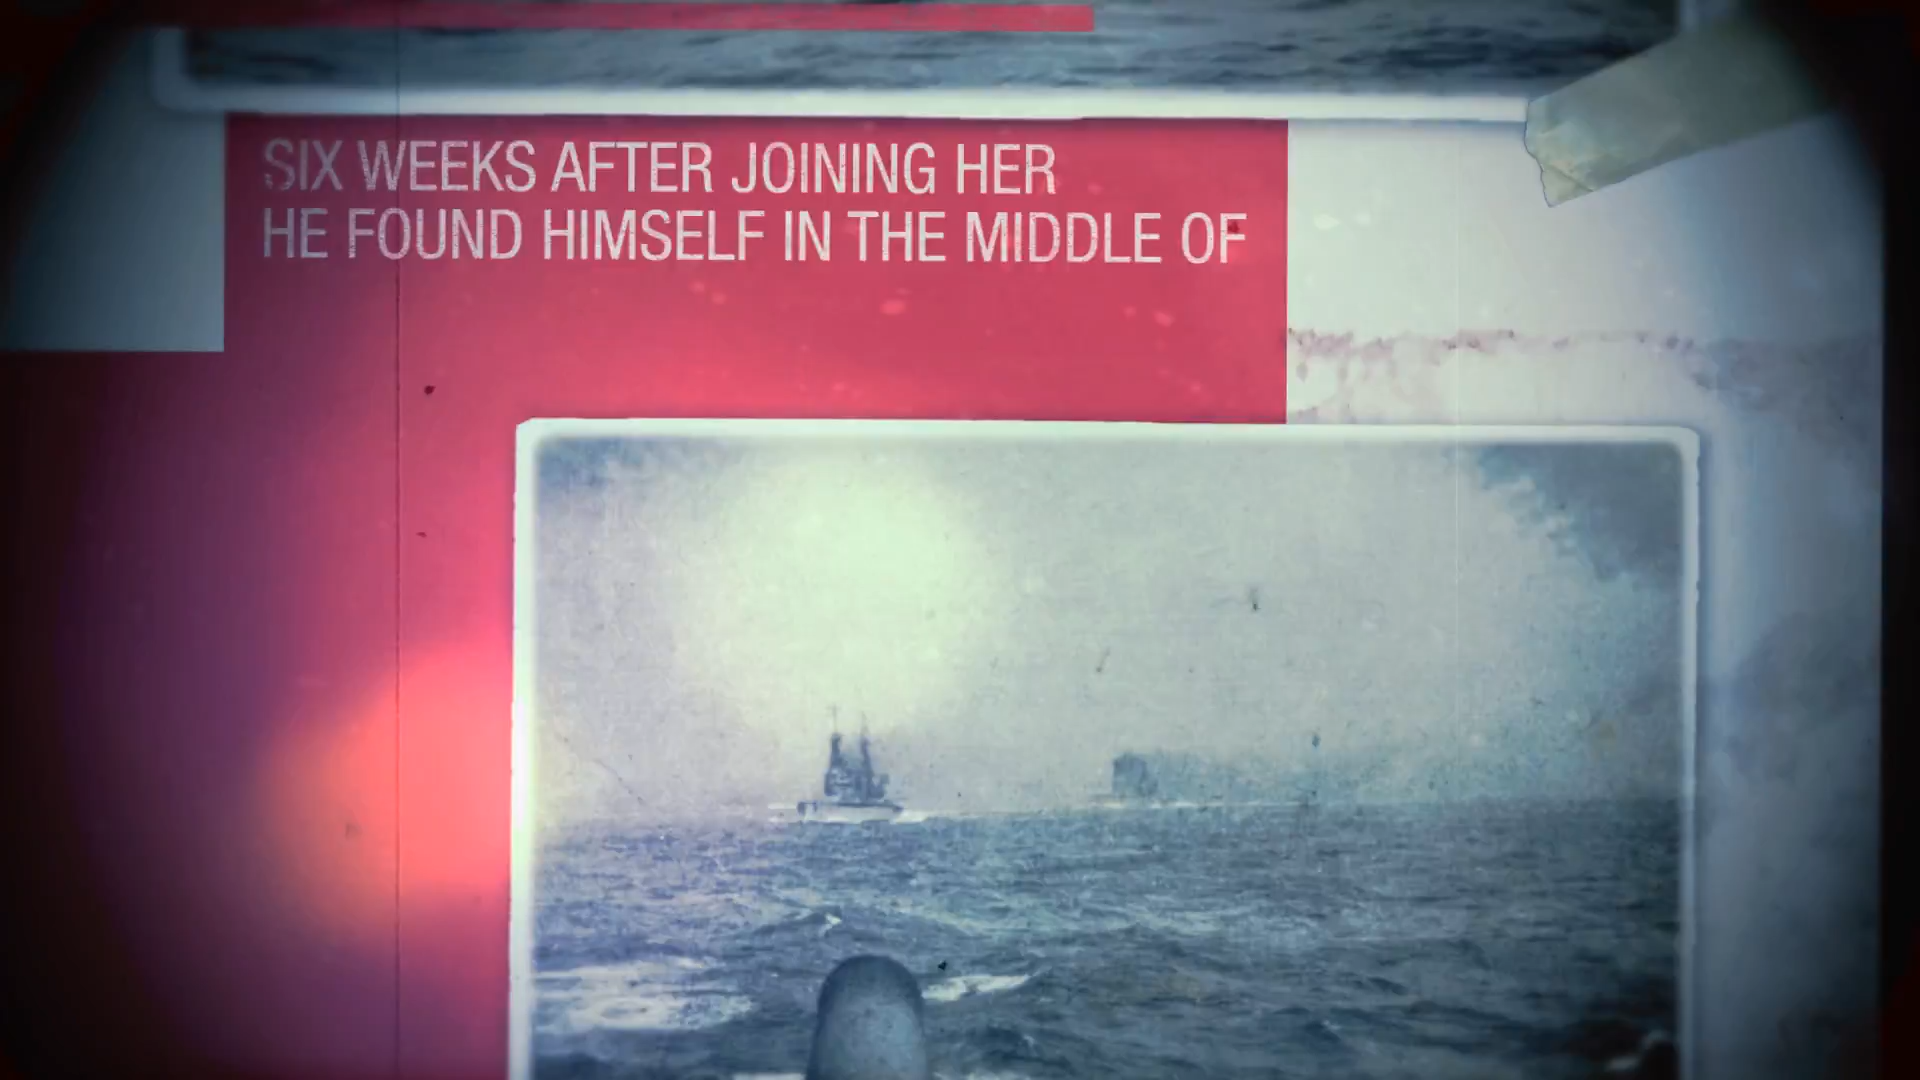 SIX WEEKS AFTER JOINING HER
HE FOUND HIMSELF IN THE MIDDLE OF